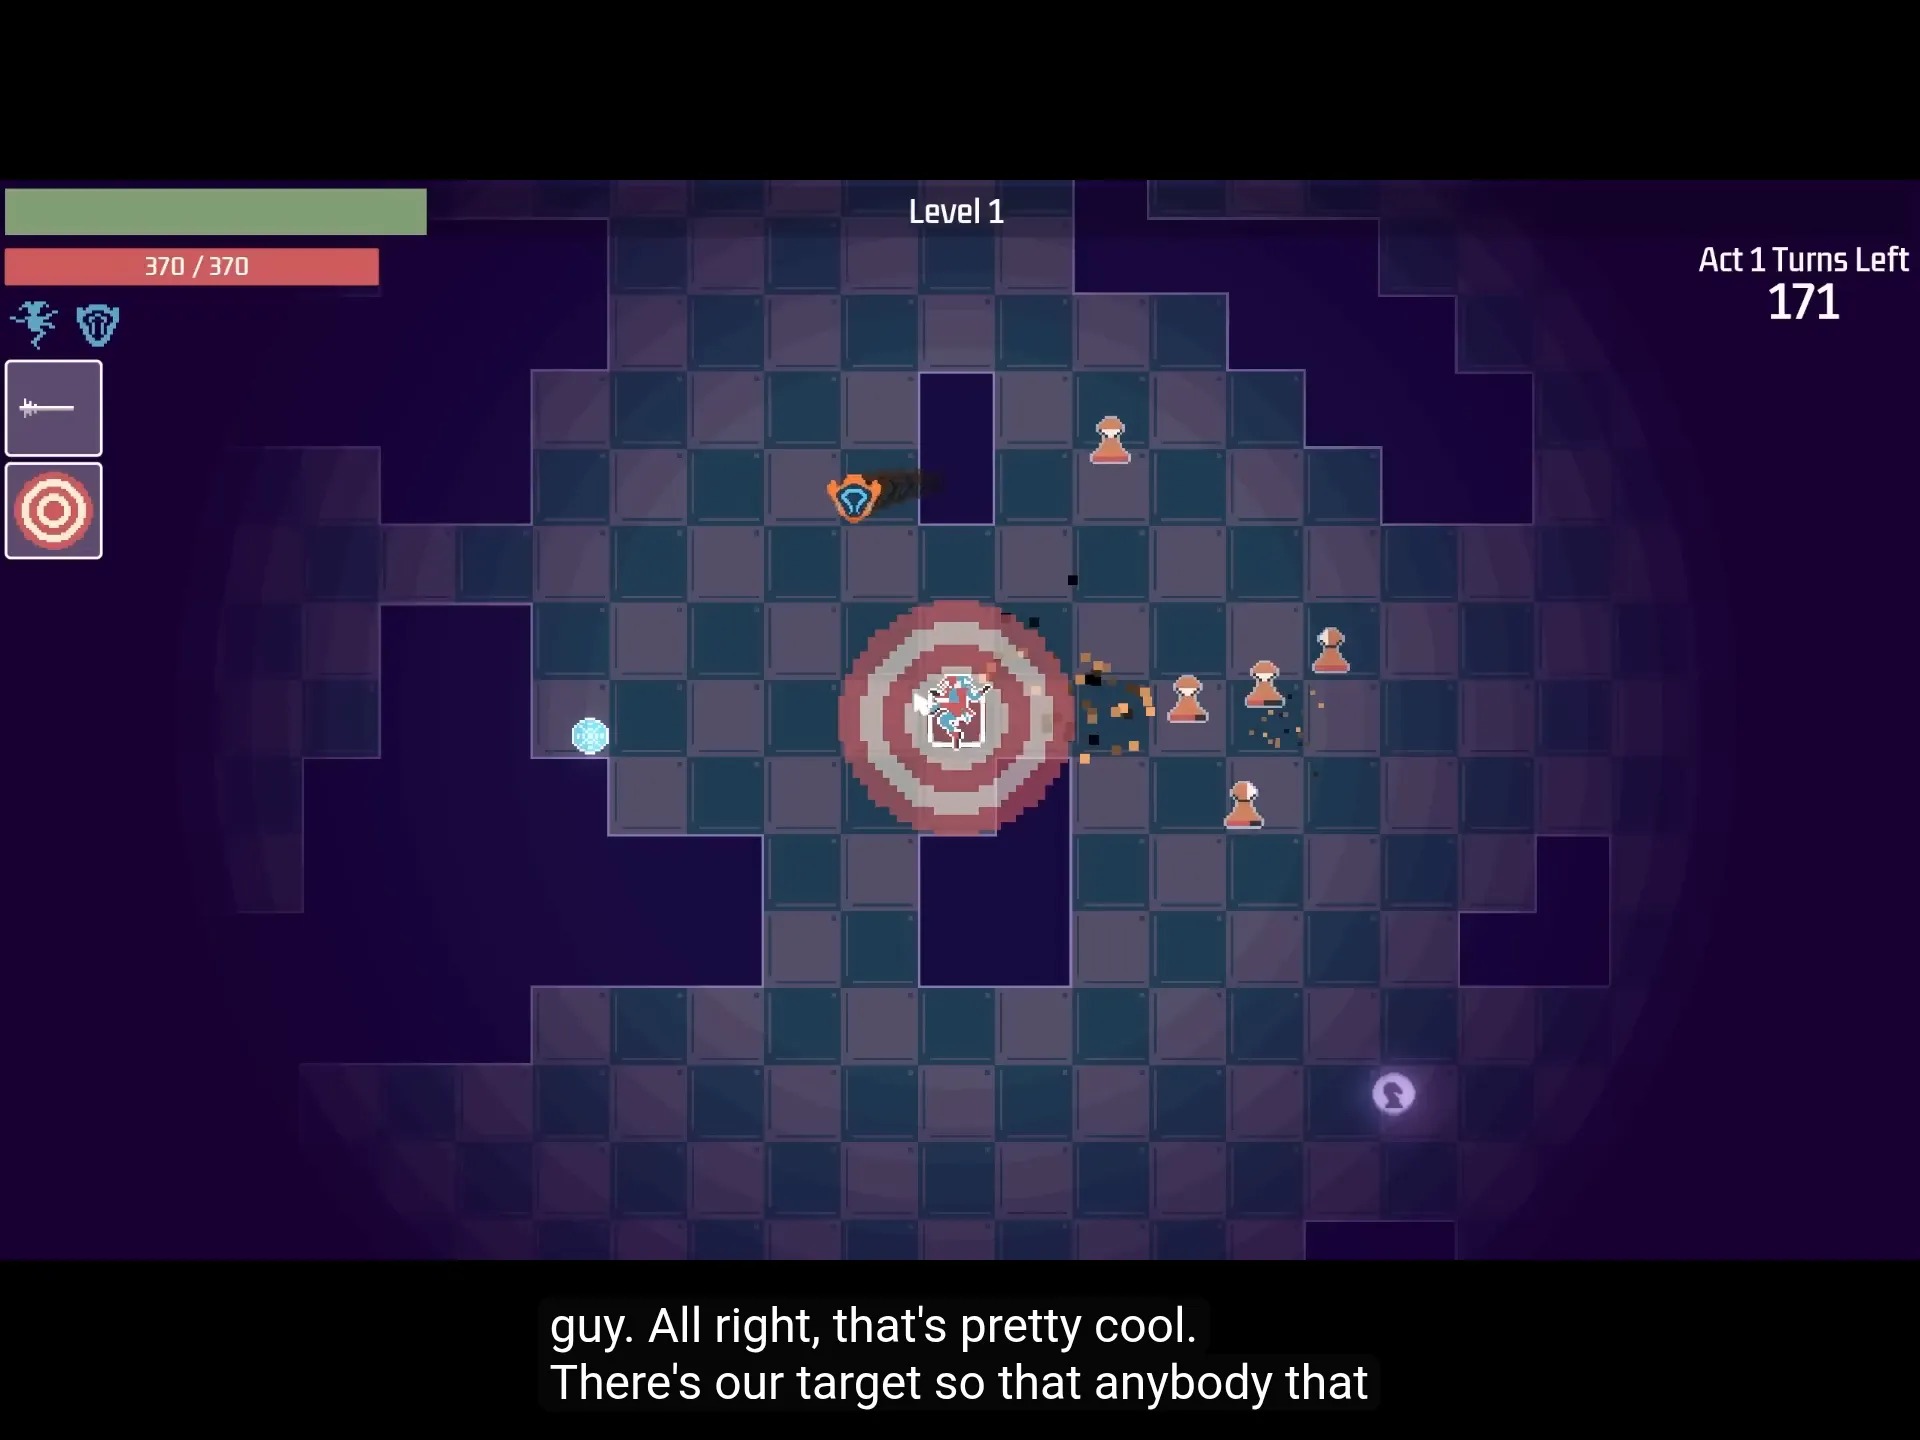 Level 1
370 / 370
Act 1 Turns Left
171
guy. All right, that's pretty cool.
There's our target so that anybody that